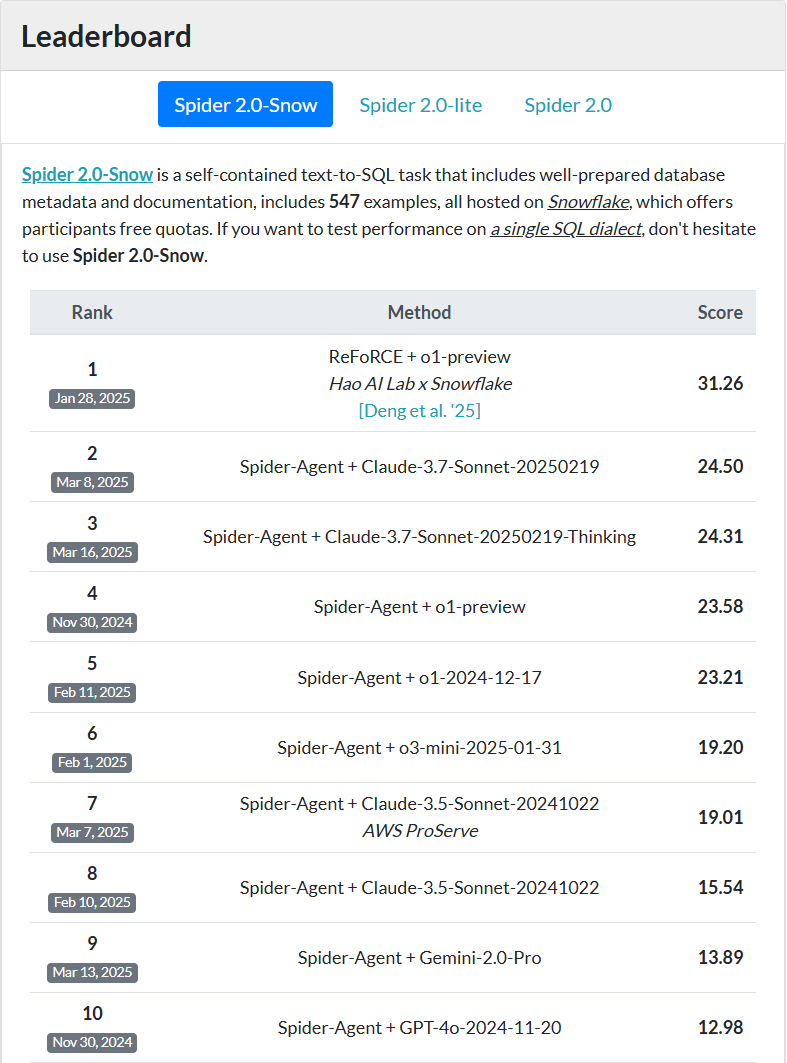 Leaderboard
Spider 2.0-Snow Spider 2.0-lite Spider 2.0
Spider 2.0-Snow is a self-contained text-to-SQL task that includes well-prepared database
metadata and documentation, includes 547 examples, all hosted on Snowflake, which offers
participants free quotas. If you want to test performance on a single SQL dialect, don't hesitate
to use Spider 2.0-Snow.
Rank Method Score
1
Jan 28, 2025
ReFoRCE + o1-preview
Hao AI Lab x Snowflake
[Deng et al. '25]
31.26
2
Mar 8, 2025
Spider-Agent + Claude-3.7-Sonnet-20250219
24.50
3
Mar 16, 2025
Spider-Agent + Claude-3.7-Sonnet-20250219-Thinking
24.31
4
Nov 30, 2024
Spider-Agent + o1-preview
23.58
5
Feb 11, 2025
Spider-Agent + o1-2024-12-17
23.21
6
Feb 1, 2025
Spider-Agent + o3-mini-2025-01-31
19.20
7
Mar 7, 2025
Spider-Agent + Claude-3.5-Sonnet-20241022
AWS ProServe
19.01
8
Feb 10, 2025
Spider-Agent + Claude-3.5-Sonnet-20241022
15.54
9
Mar 13, 2025
Spider-Agent + Gemini-2.0-Pro
13.89
10
Nov 30, 2024
Spider-Agent + GPT-4o-2024-11-20
12.98